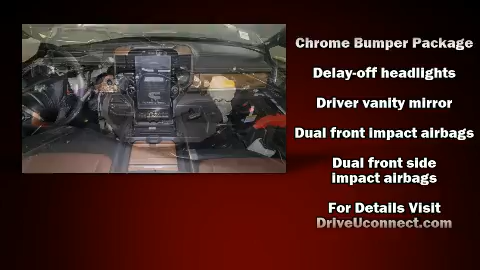 Chrome Bumper Package
Delay-off headlights
Driver vanity mirror
Dual front impact airbags
Dual front side
impact airbags
For Details Visit
DriveUconnect.com